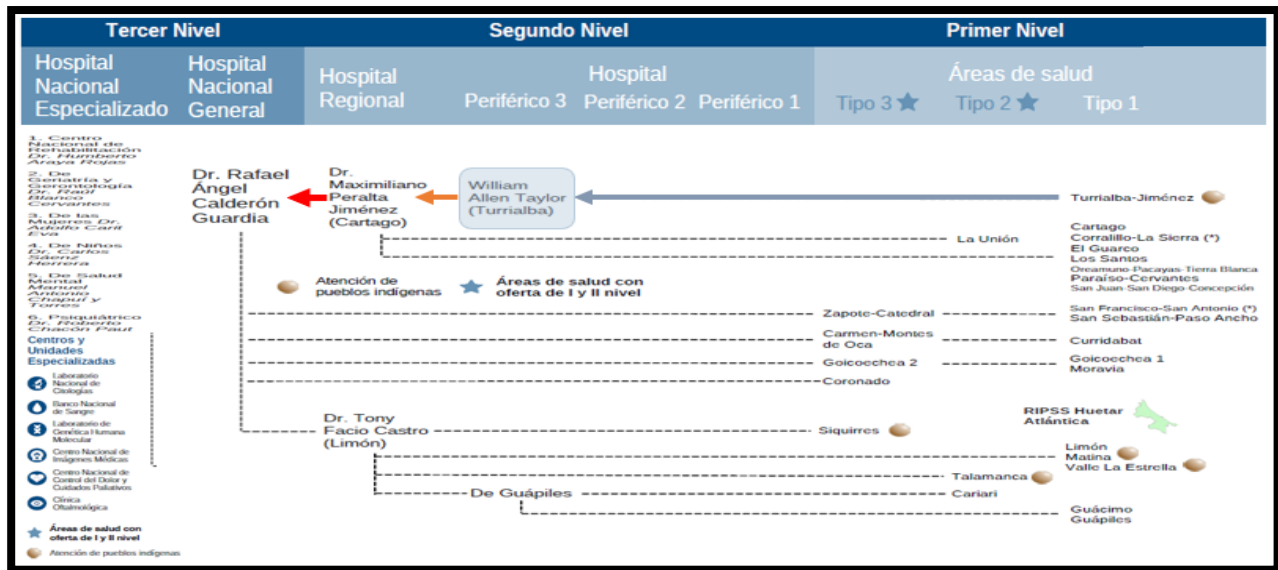 Tercer Nivel
Segundo Nivel
Primer Nivel
Hospital
Nacional
Especializado
Hospital
Nacional
General
Hospital
Regional
Hospital
Periférico 3
Periférico 2
Periférico 1
Áreas de salud
Tipo 3
Tipo 2
Tipo 1
1. Centro
Nacional de
Rehabilitación
Dr. Humberto
Araya Rojas
2. De
Geriatría y
Gerontología
Dr. Raúl
Blanco
Cervantes
3. De las
Mujeres Dr.
Adolfo Carit
Eva
4. De Niños
Dr. Carlos
Sáenz
Herrera
5. De Salud
Mental
Manuel
Antonio
Chapuí y
Torres
6. Psiquiátrico
Dr. Roberto
Chacón Paut
Centros y
Unidades
Especializadas
Laboratorio
Nacional de
Citologías
Banco Nacional
de Sangre
Laboratorio de
Genética Humana
Molecular
Centro Nacional de
Imágenes Médicas
Centro Nacional de
Control del Dolor y
Cuidados Paliativos
Clínica
Oftalmológica
Áreas de salud con
oferta de I y II nivel
Atención de pueblos indígenas
Dr. Rafael
Ángel
Calderón
Guardia
Dr.
Maximiliano
Peralta
Jiménez
(Cartago)
William
Allen Taylor
(Turrialba)
Turrialba-Jiménez
La Unión
Cartago
Corralillo-La Sierra (*)
El Guarco
Los Santos
Oreamuno-Pacayas-Tierra Blanca
Paraíso-Cervantes
San Juan-San Diego-Concepción
Atención de
pueblos indígenas
Áreas de salud con
oferta de I y II nivel
Zapote-Catedral
San Francisco-San Antonio (*)
San Sebastián-Paso Ancho
Carmen-Montes
de Oca
Curridabat
Goicoechea 2
Goicoechea 1
Moravia
Coronado
RIPSS Huetar
Atlántica
Dr. Tony
Facio Castro
(Limón)
Siquirres
Limón
Matina
Valle La Estrella
Talamanca
De Guápiles
Cariari
Guácimo
Guápiles